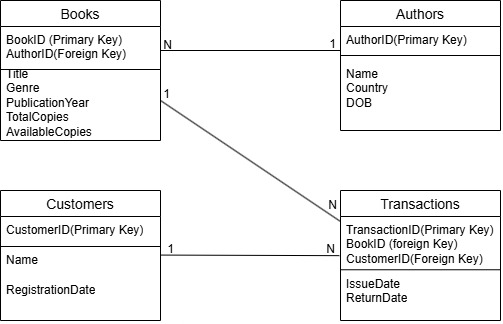 Books
BookID (Primary Key)
AuthorID(Foreign Key)
Title
Genre
PublicationYear
TotalCopies
AvailableCopies
N
1
Authors
AuthorID(Primary Key)
Name
Country
DOB
1
N
Customers
CustomerID(Primary Key)
Name
RegistrationDate
1
N
Transactions
TransactionID(Primary Key)
BookID (foreign Key)
CustomerID(Foreign Key)
IssueDate
ReturnDate